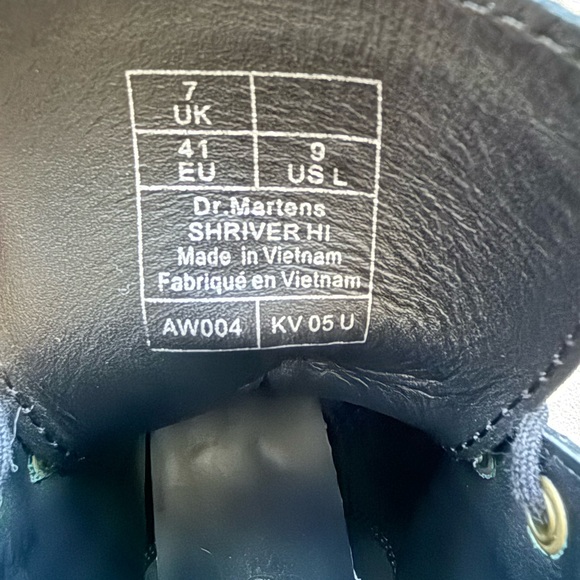 7
UK
41
EU
9
US L
Dr.Martens
SHRIVER HI
Made in Vietnam
Fabriqué en Vietnam
AW004
KV 05 U